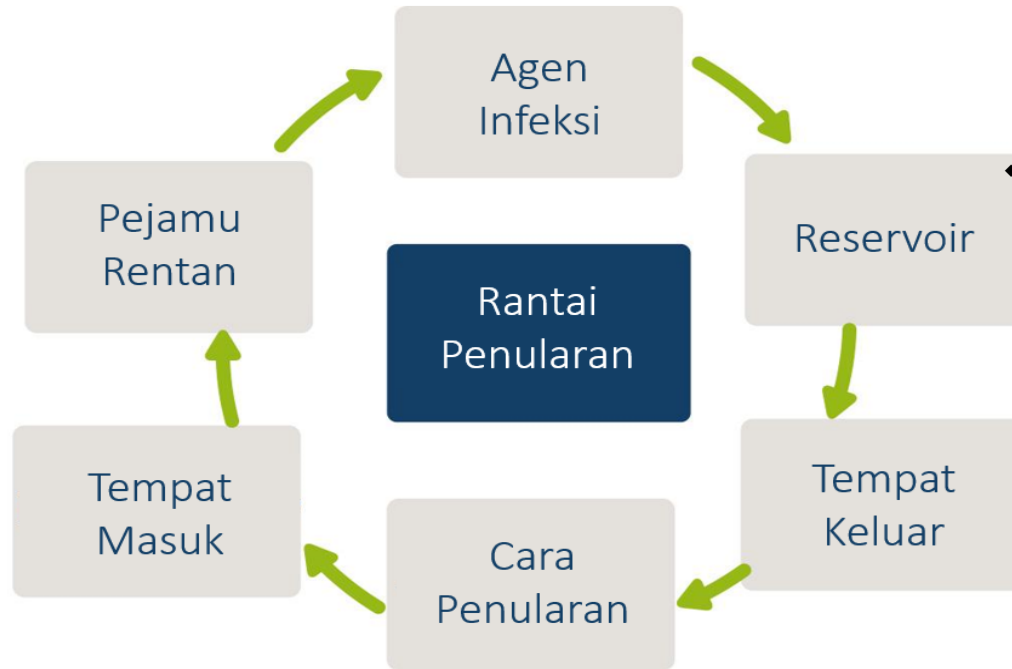 Agen
Infeksi
Reservoir
Tempat
Keluar
Cara
Penularan
Tempat
Masuk
Pejamu
Rentan
Rantai
Penularan